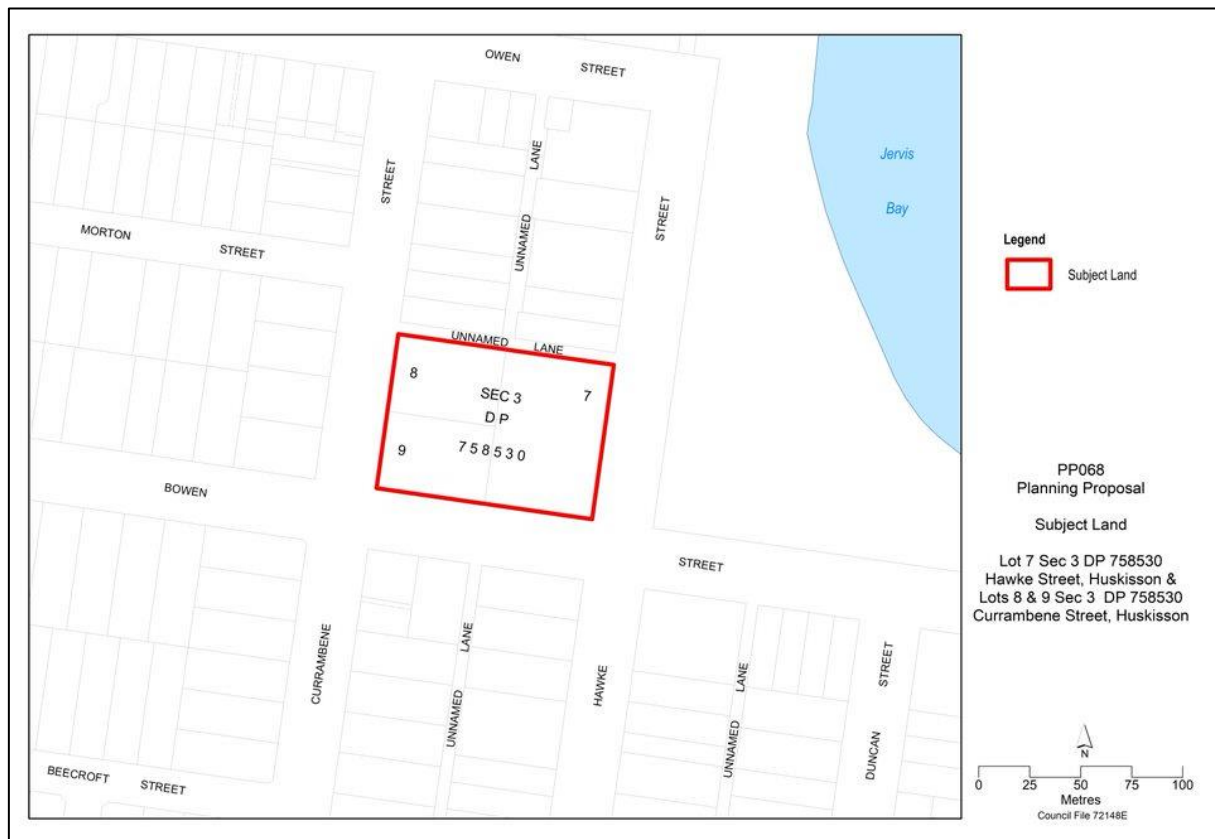 OWEN STREET
STREET
UNNAMED LANE
STREET
Jervis
Bay
MORTON STREET
UNNAMED LANE
8
SEC 3
7
D P
9
7 5 8 5 3 0
BOWEN STREET
CURRAMBENE
UNNAMED LANE
HAWKE
UNNAMED LANE
DUNCAN STREET
BEECROFT STREET
Legend
Subject Land
PP068
Planning Proposal
Subject Land
Lot 7 Sec 3 DP 758530
Hawke Street, Huskisson &
Lots 8 & 9 Sec 3 DP 758530
Currambene Street, Huskisson
N
0 25 50 75 100
Metres
Council File 72148E